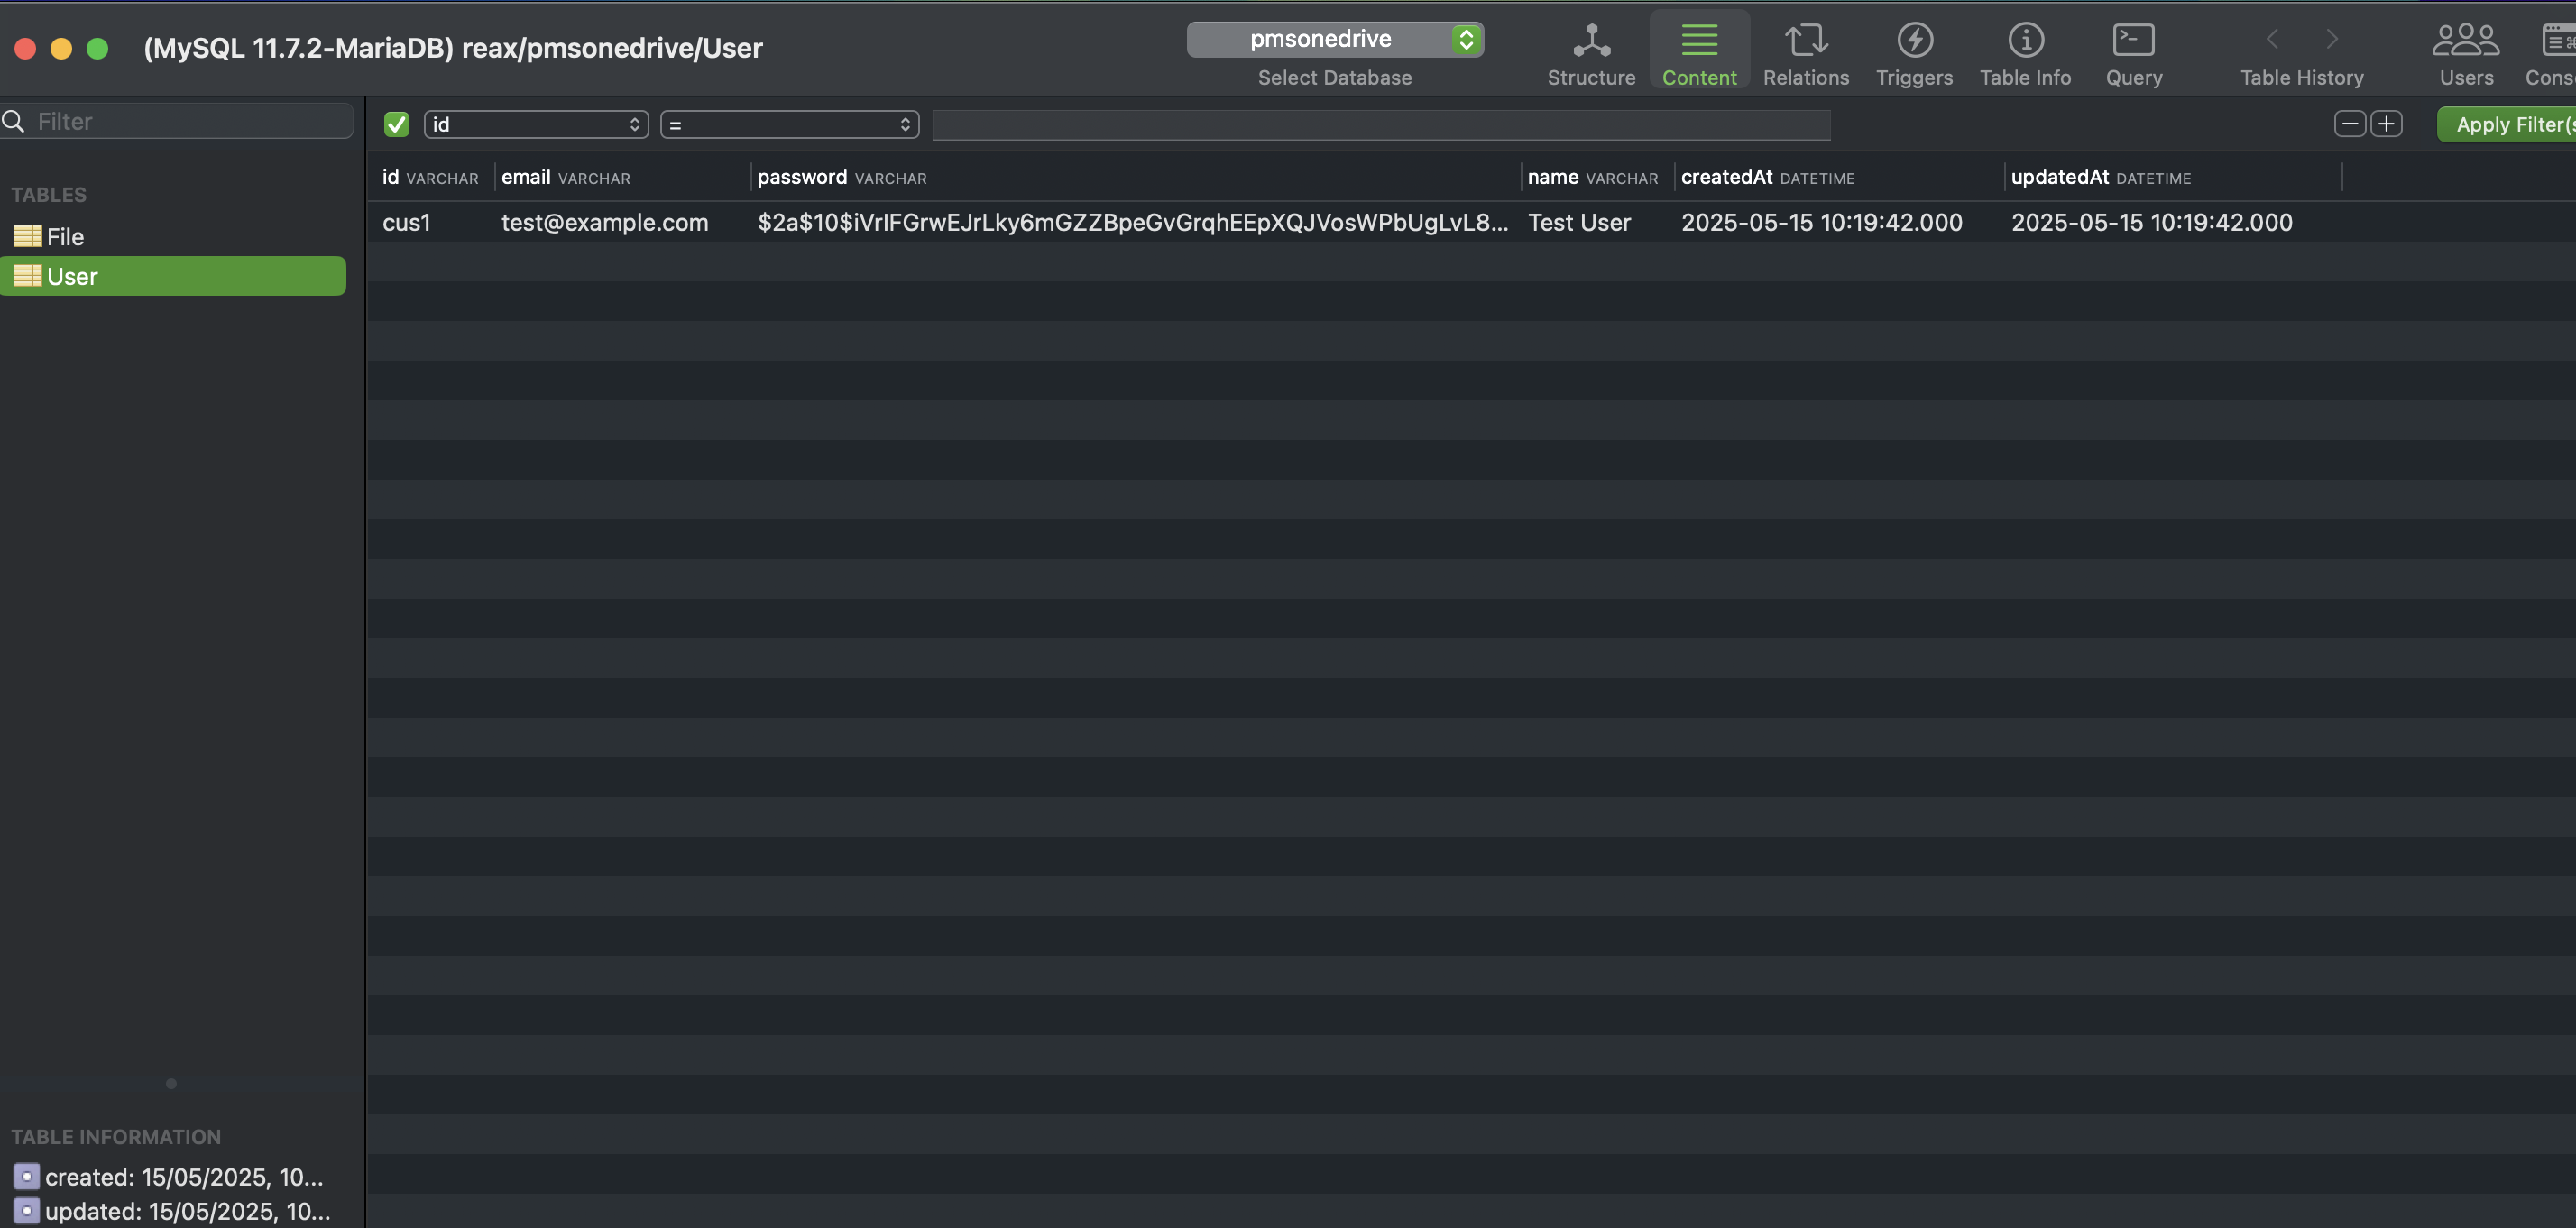 (MySQL 11.7.2-MariaDB) reax/pmsonedrive/User
pmsonedrive
Select Database
Structure
Content
Relations
Triggers
Table Info
Query
Table History
Users
Cons
Filter
id
=
Apply Filter(s
TABLES
File
User
id VARCHAR email VARCHAR password VARCHAR name VARCHAR createdAt DATETIME updatedAt DATETIME
cus1 test@example.com $2a$10$iVrIFGrwEJrLky6mGZZBpeGvGrqhEEpXQJVosWPbUgLvL8... Test User 2025-05-15 10:19:42.000 2025-05-15 10:19:42.000
TABLE INFORMATION
created: 15/05/2025, 10...
updated: 15/05/2025, 10...